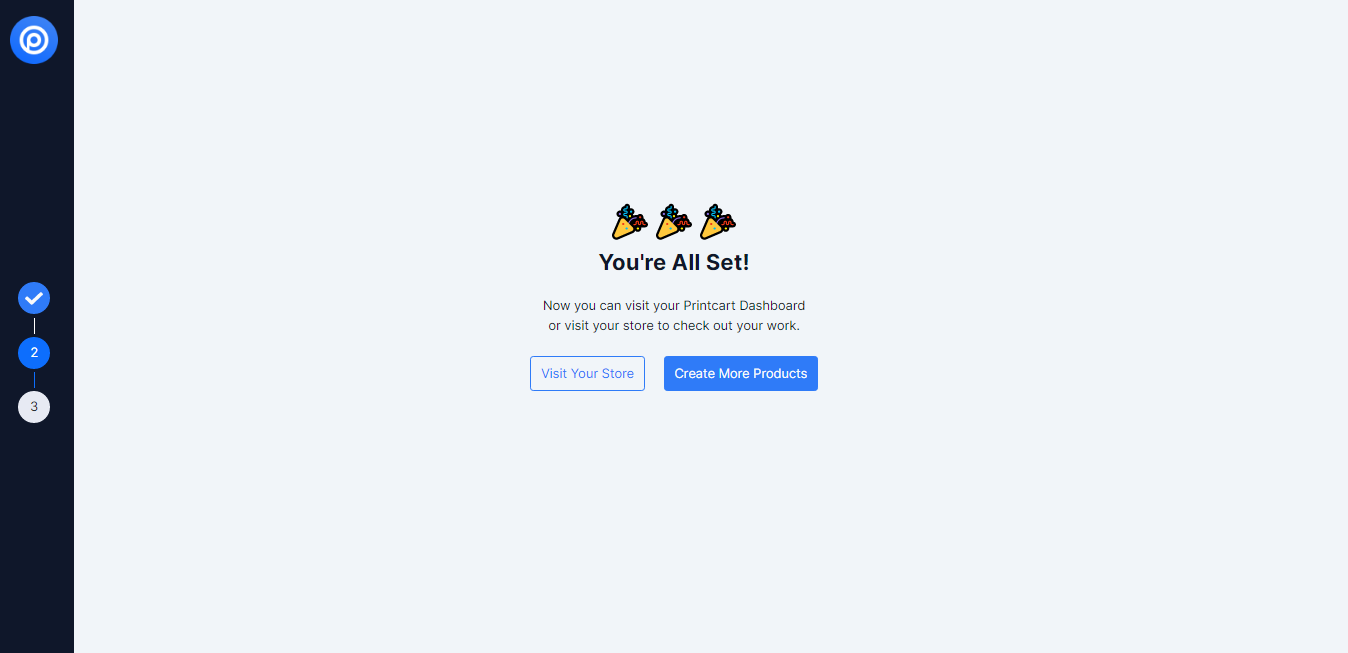 2
3
You're All Set!
Now you can visit your Printcart Dashboard
or visit your store to check out your work.
Visit Your Store
Create More Products